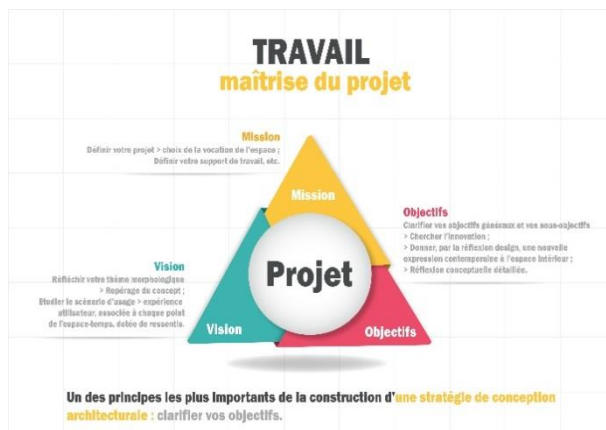 TRAVAIL
maîtrise du projet
Mission
Définir votre projet > choix de la vocation de l'espace ;
Définir votre support de travail, etc.
Mission
Objectifs
Clarifier vos objectifs généraux et vos sous-objectifs
> Chercher l'innovation ;
> Donner, par la réflexion design, une nouvelle
expression contemporaine à l'espace intérieur ;
> Réflexion conceptuelle détaillée.
Vision
Réfléchir votre thème morphologique
> Repérage du concept ;
Etudier le scénario d'usage > expérience
utilisateur, associée à chaque point
de l'espace-temps, dotée de ressentis.
Projet
Vision
Objectifs
Un des principes les plus importants de la construction d'une stratégie de conception
architecturale : clarifier vos objectifs.